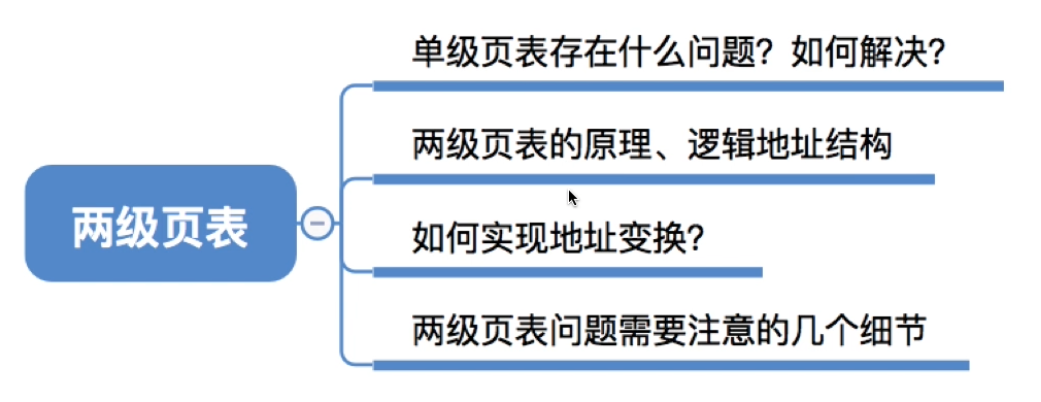 单级页表存在什么问题？如何解决？
两级页表的原理、逻辑地址结构
两级页表
如何实现地址变换？
两级页表问题需要注意的几个细节